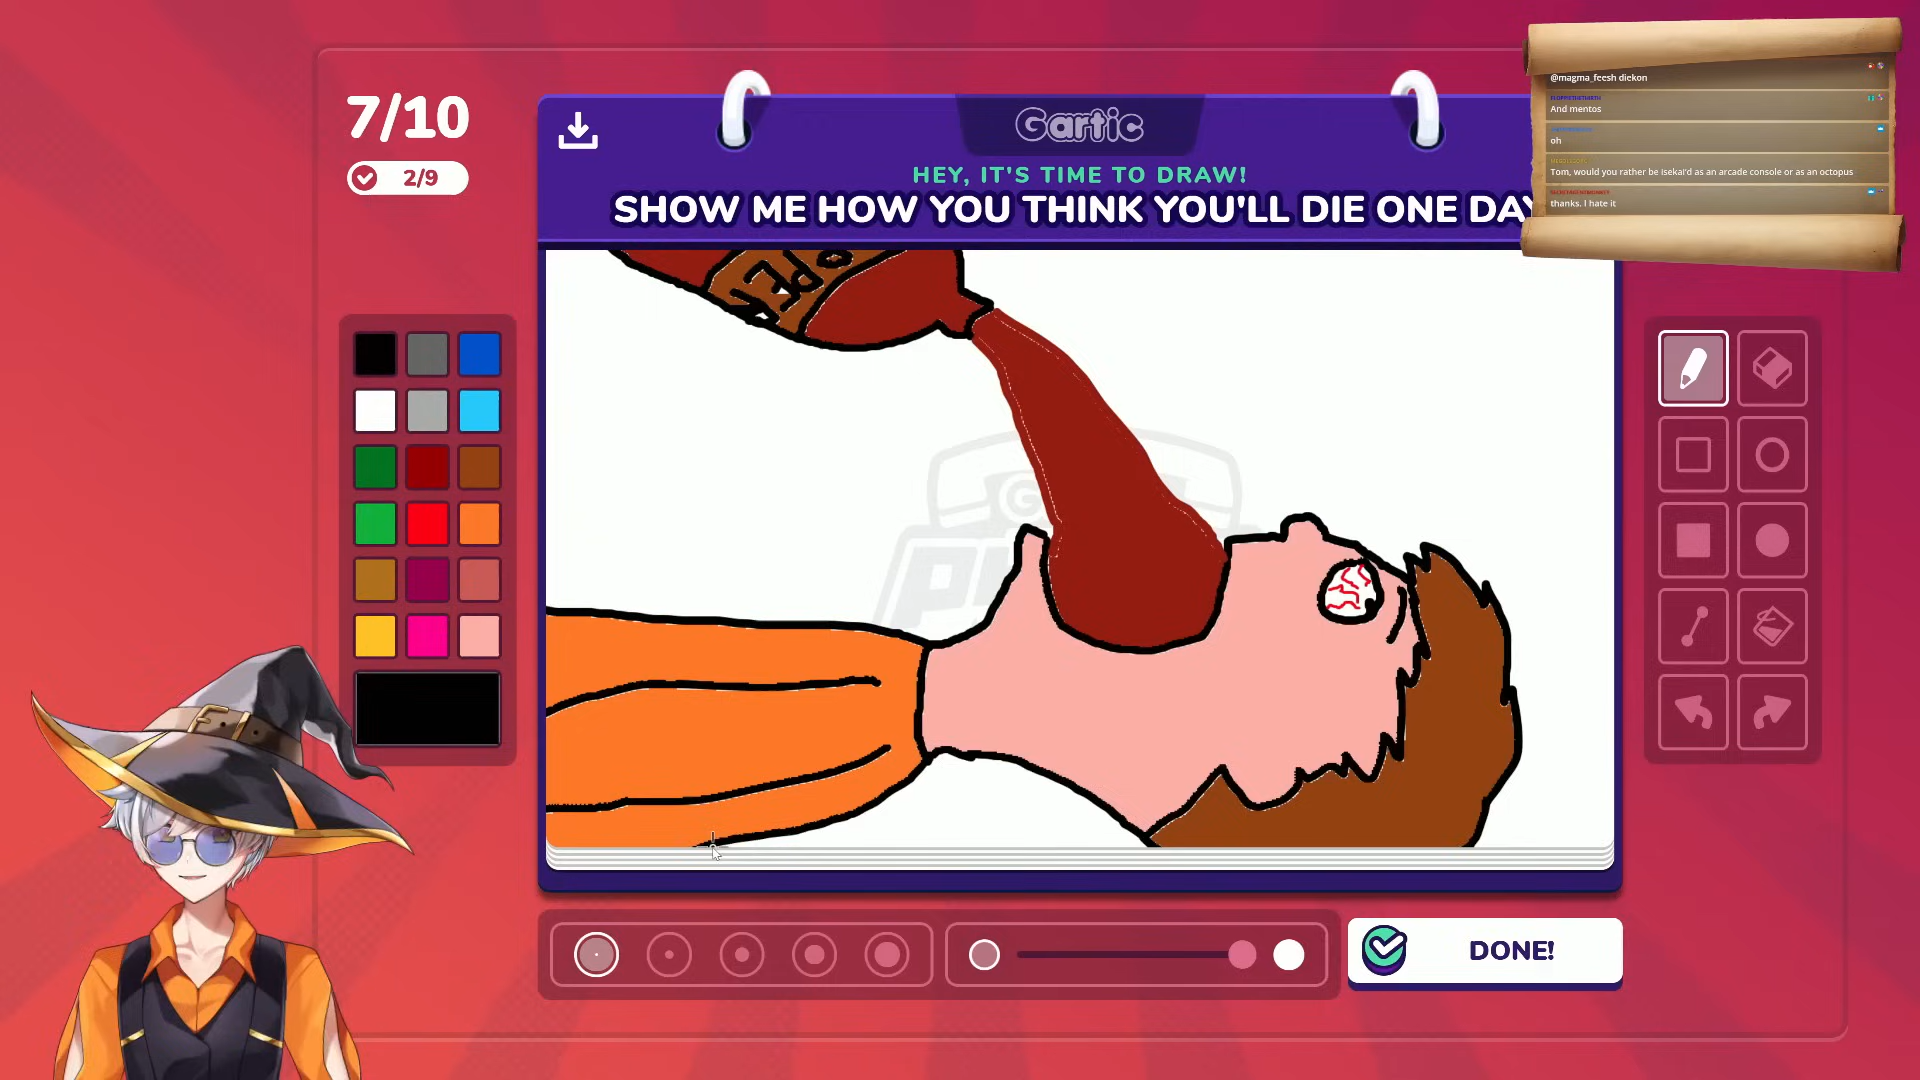 7/10
2/9
Gartic
HEY, IT'S TIME TO DRAW!
SHOW ME HOW YOU THINK YOU'LL DIE ONE DAY
@magma_feesh diekon
And mentos
oh
Tom, would you rather be isekai'd as an arcade console or as an octopus
thanks. I hate it
DONE!